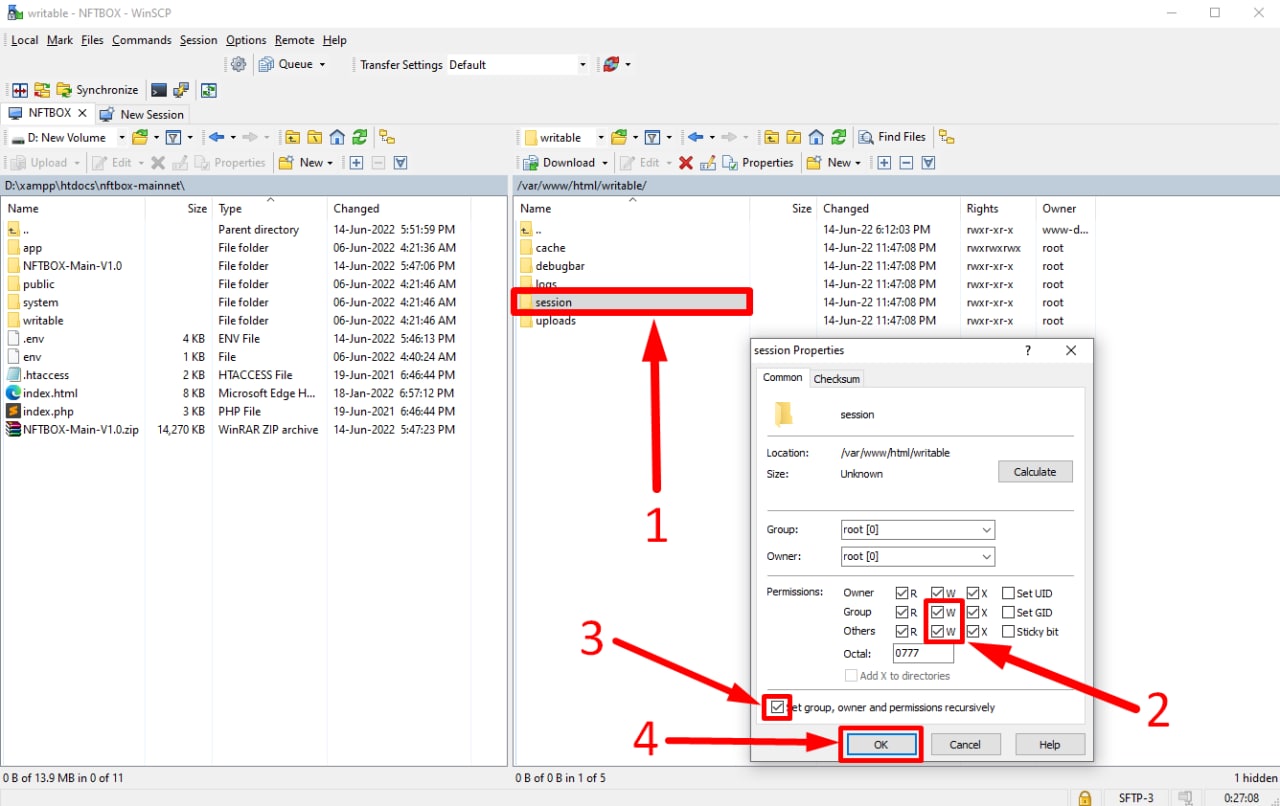 writable - NFTBOX - WinSCP
Local Mark Files Commands Session Options Remote Help
Queue Transfer Settings Default
Synchronize
NFTBOX New Session
D: New Volume writable Find Files
Upload Edit Properties New Download Edit Properties New
D:\xampp\htdocs\nftbox-mainnet\ /var/www/html/writable/
Name Size Type Changed Name Size Changed Rights Owner
.. Parent directory 14-Jun-2022 5:51:59 PM .. 14-Jun-22 6:12:03 PM rwxr-xr-x www-d...
app File folder 06-Jun-2022 4:21:36 AM cache 14-Jun-22 11:47:08 PM rwxrwxrwx root
NFTBOX-Main-V1.0 File folder 14-Jun-2022 5:47:06 PM debugbar 14-Jun-22 11:47:08 PM rwxr-xr-x root
public File folder 06-Jun-2022 4:21:46 AM logs 14-Jun-22 11:47:08 PM rwxr-xr-x root
system File folder 06-Jun-2022 4:21:46 AM session 14-Jun-22 11:47:08 PM rwxr-xr-x root
writable File folder 06-Jun-2022 4:21:46 AM uploads 14-Jun-22 11:47:08 PM rwxr-xr-x root
.env 4 KB ENV File 14-Jun-2022 5:46:13 PM
env 1 KB File 06-Jun-2022 4:40:24 AM
.htaccess 2 KB HTACCESS File 19-Jun-2021 6:46:44 PM
index.html 8 KB Microsoft Edge H... 18-Jan-2022 6:57:12 PM
index.php 3 KB PHP File 19-Jun-2021 6:46:44 PM
NFTBOX-Main-V1.0.zip 14,270 KB WinRAR ZIP archive 14-Jun-2022 5:47:23 PM
1
session Properties ?
Common Checksum
session
Location: /var/www/html/writable
Size: Unknown Calculate
Group: root [0]
Owner: root [0]
Permissions: Owner R W X Set UID
Group R W X Set GID
Others R W X Sticky bit
Octal: 0777
Add X to directories
3
2
Set group, owner and permissions recursively
4
OK Cancel Help
0 B of 13.9 MB in 0 of 11 0 B of 0 B in 1 of 5 1 hidden
SFTP-3 0:27:08